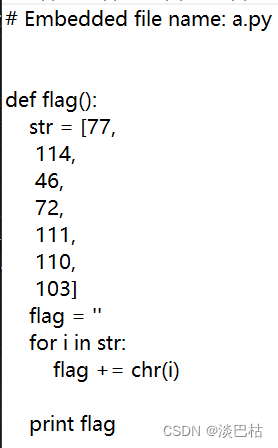 # Embedded file name: a.py
def flag():
str = [77,
114,
46,
72,
111,
110,
103]
flag = ''
for i in str:
flag += chr(i)
print flag
CSDN @淡巴枯